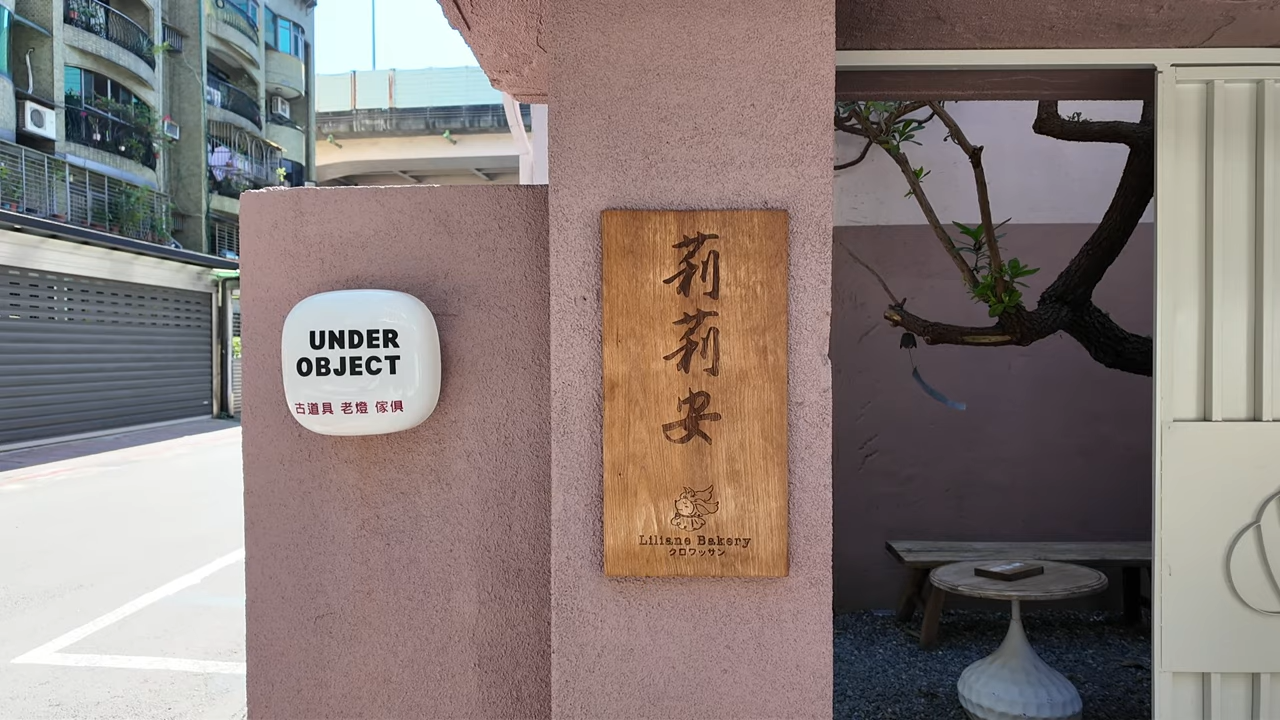 UNDER
OBJECT
古道具 老燈 傢俱
莉莉安
Liliane Bakery
クロワッサン